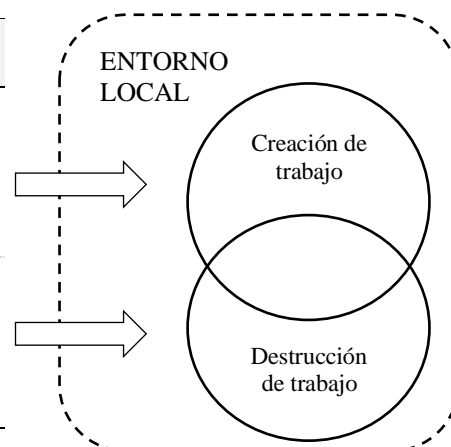 ENTORNO
LOCAL
Creación de
trabajo
Destrucción
de trabajo